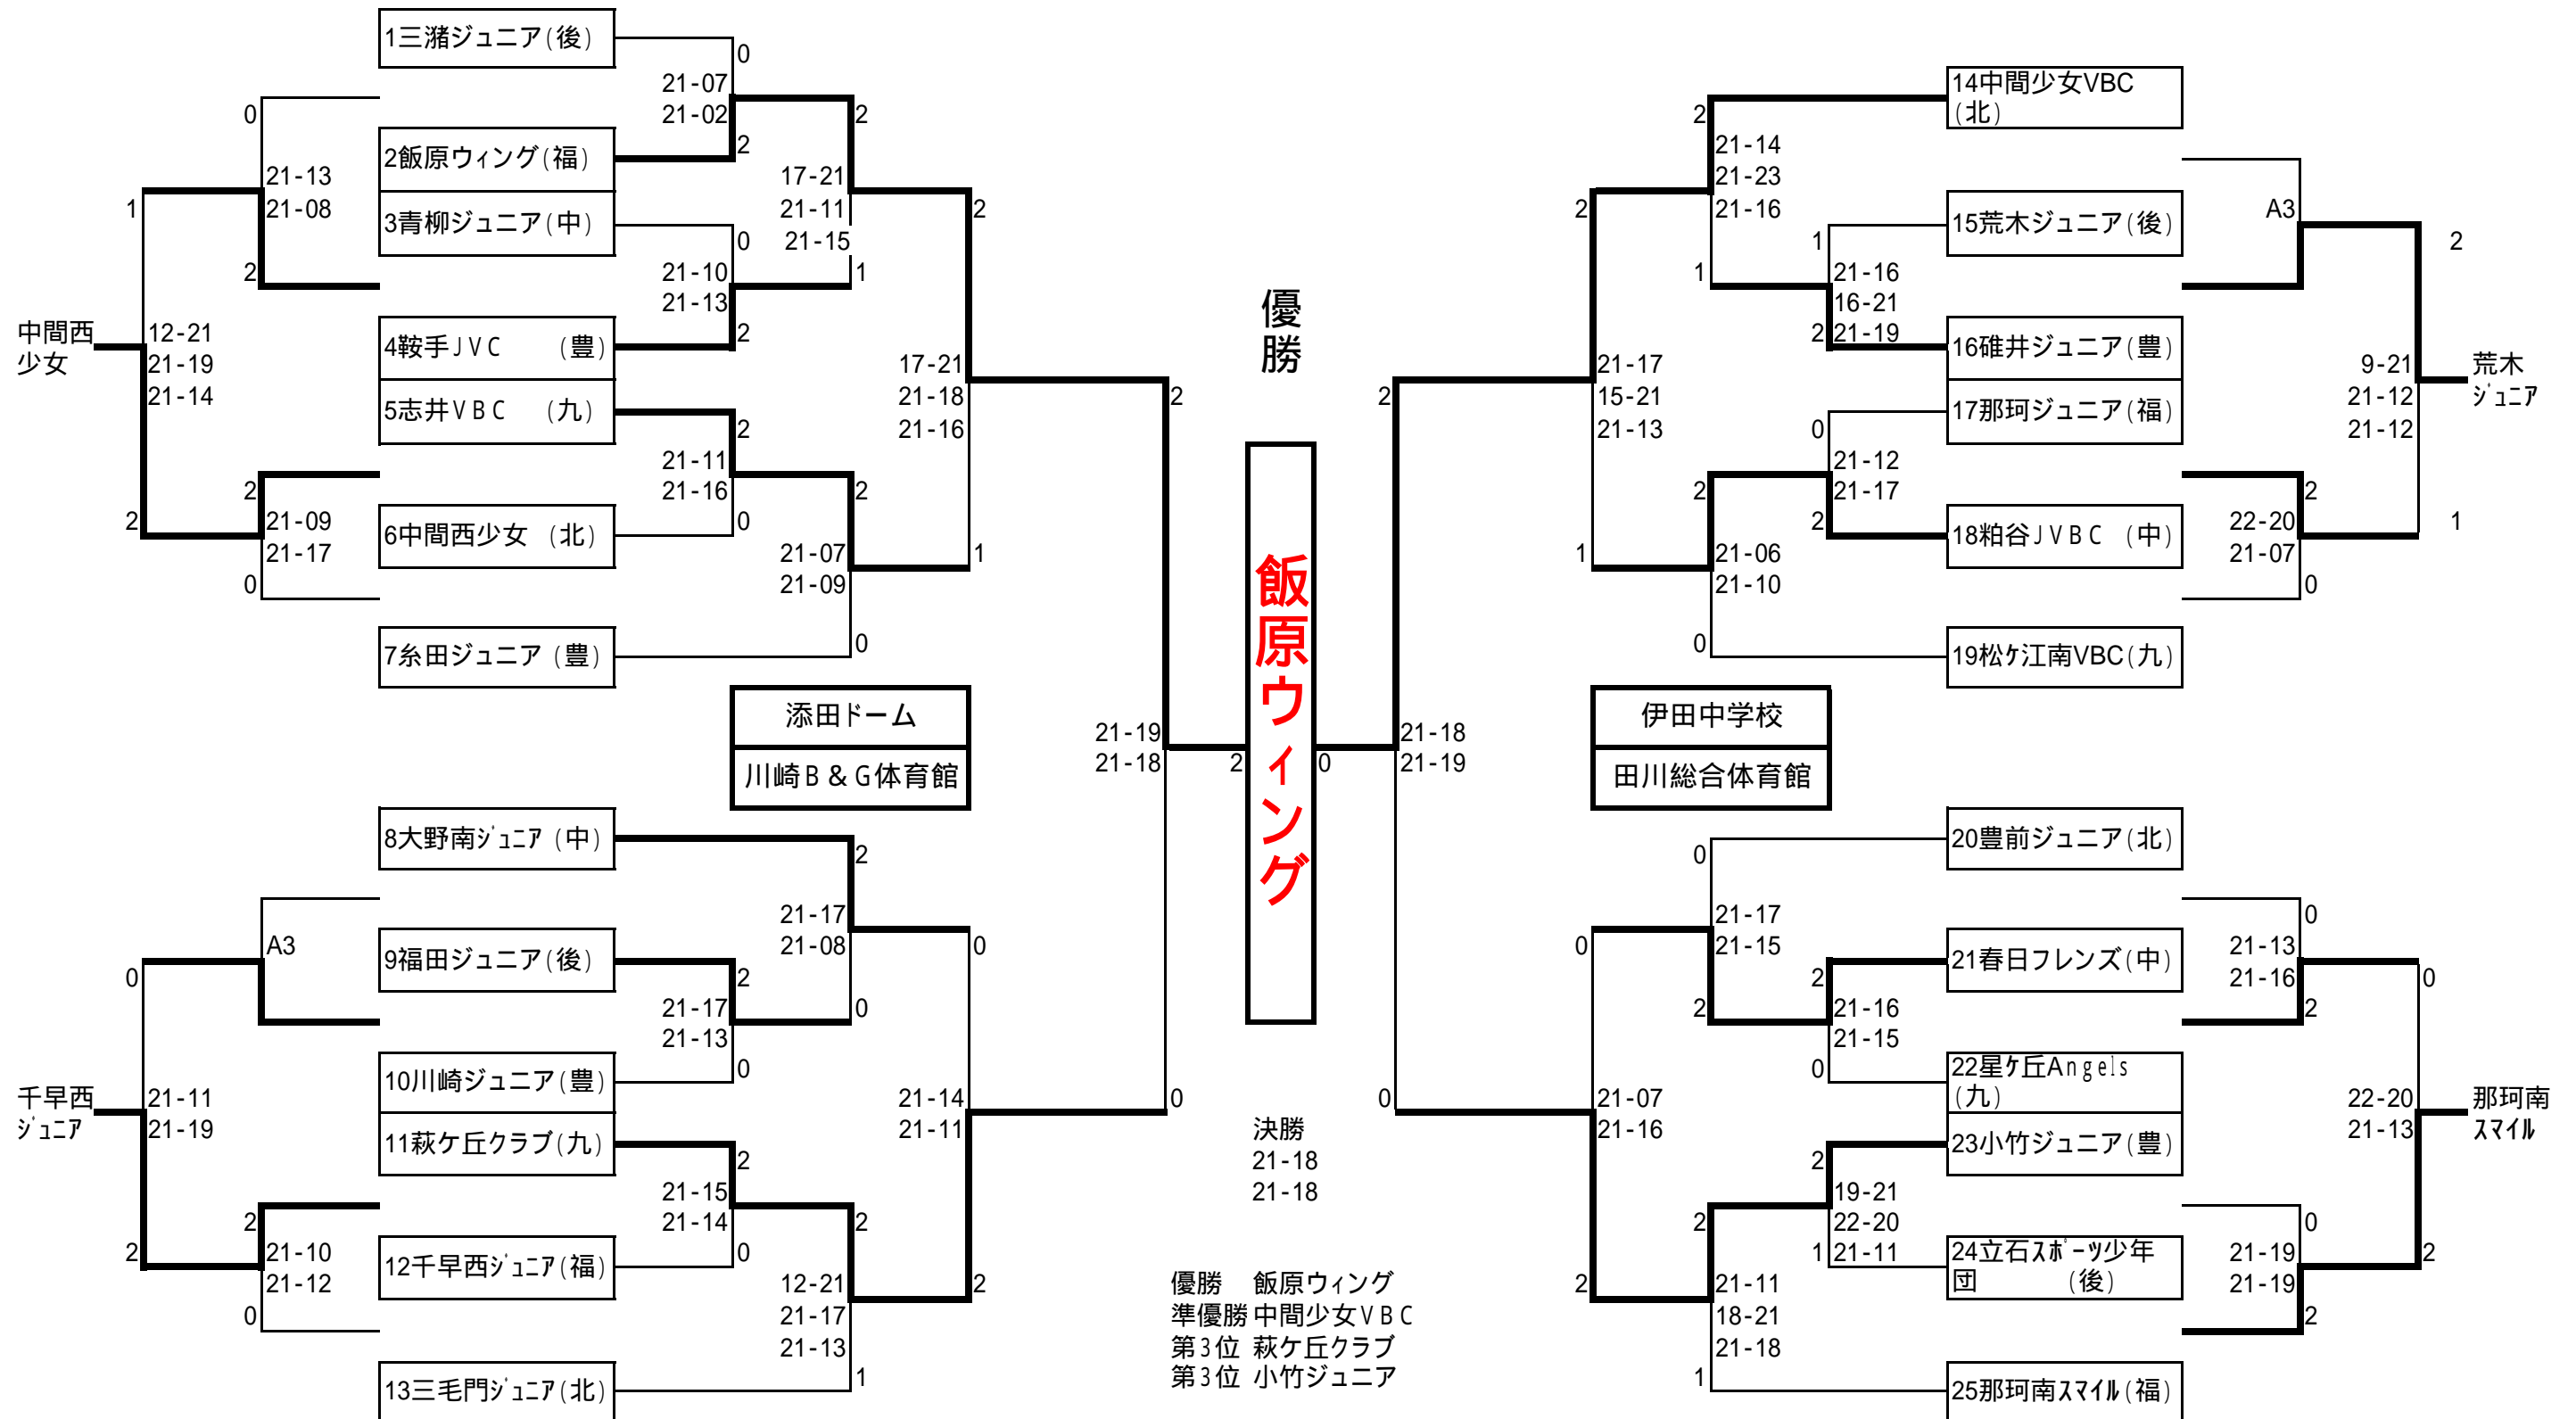 1三潴ジュニア(後)
0
21-07
21-02
2
2飯原ウィング(福)
3青柳ジュニア(中)
0
21-10
21-13
2
4鞍手JVC (豊)
5志井VBC (九)
2
21-11
21-16
0
6中間西少女 (北)
7糸田ジュニア (豊)
2
17-21
21-11
21-15
1
2
21-07
21-09
0
2
17-21
21-18
21-16
1
0
21-13
21-08
2
1
中間西
少女
12-21
21-19
21-14
2
2
21-09
21-17
0
添田ドーム
川崎B&G体育館
8大野南ジュニア (中)
2
21-17
21-08
0
9福田ジュニア(後)
2
21-17
21-13
0
10川崎ジュニア(豊)
11萩ケ丘クラブ(九)
2
21-15
21-14
0
12千早西ジュニア(福)
2
12-21
21-17
21-13
1
13三毛門ジュニア(北)
0
21-14
21-11
2
A3
0
千早西
ジュニア
21-11
21-19
2
2
21-10
21-12
0
2
21-19
21-18
0
優勝
飯原ウィング
2
0
決勝
21-18
21-18
優勝 飯原ウィング
準優勝 中間少女VBC
第3位 萩ケ丘クラブ
第3位 小竹ジュニア
2
21-18
21-19
0
14中間少女VBC
(北)
2
21-14
21-23
21-16
1
15荒木ジュニア(後)
1
21-16
16-21
21-19
2
16碓井ジュニア(豊)
17那珂ジュニア(福)
0
21-12
21-17
2
18粕谷JVBC (中)
2
21-06
21-10
0
19松ケ江南VBC(九)
2
21-17
15-21
21-13
1
A3
2
9-21
21-12
21-12
荒木
ジュニア
1
2
22-20
21-07
0
伊田中学校
田川総合体育館
20豊前ジュニア(北)
0
21-17
21-15
2
21春日フレンズ(中)
2
21-16
21-15
0
22星ケ丘Angels
(九)
23小竹ジュニア(豊)
2
19-21
22-20
21-11
1
24立石スポーツ少年
団 (後)
2
21-11
18-21
21-18
1
25那珂南スマイル(福)
0
21-07
21-16
2
0
21-13
21-16
2
0
22-20
21-13
那珂南
スマイル
2
0
21-19
21-19
2